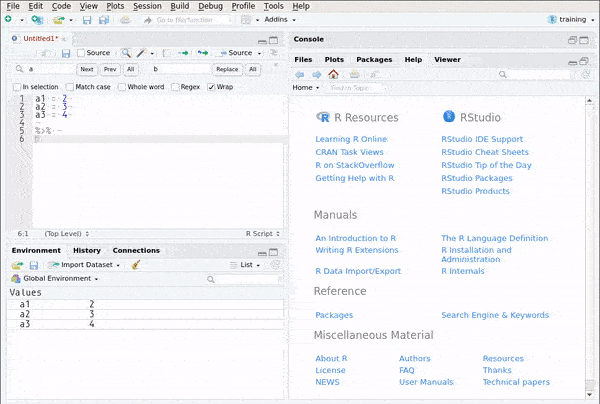 File Edit Code View Plots Session Build Debug Profile Tools Help
Go to file/function Addins training
Untitled1*
Source Source
a Next Prev All b Replace All
In selection Match case Whole word Regex Wrap
1 a1 = 2
2 a2 = 3
3 a3 = 4
4
5 %>%
6
6:1 (Top Level) R Script
Environment History Connections
Import Dataset List
Global Environment
Values
a1 2
a2 3
a3 4
Console
Files Plots Packages Help Viewer
Home Find in Topic
R Resources
Learning R Online
CRAN Task Views
R on StackOverflow
Getting Help with R
RStudio
RStudio IDE Support
RStudio Cheat Sheets
RStudio Tip of the Day
RStudio Packages
RStudio Products
Manuals
An Introduction to R The R Language Definition
Writing R Extensions R Installation and
Administration
R Data Import/Export R Internals
Reference
Packages Search Engine & Keywords
Miscellaneous Material
About R Authors Resources
License FAQ Thanks
NEWS User Manuals Technical papers